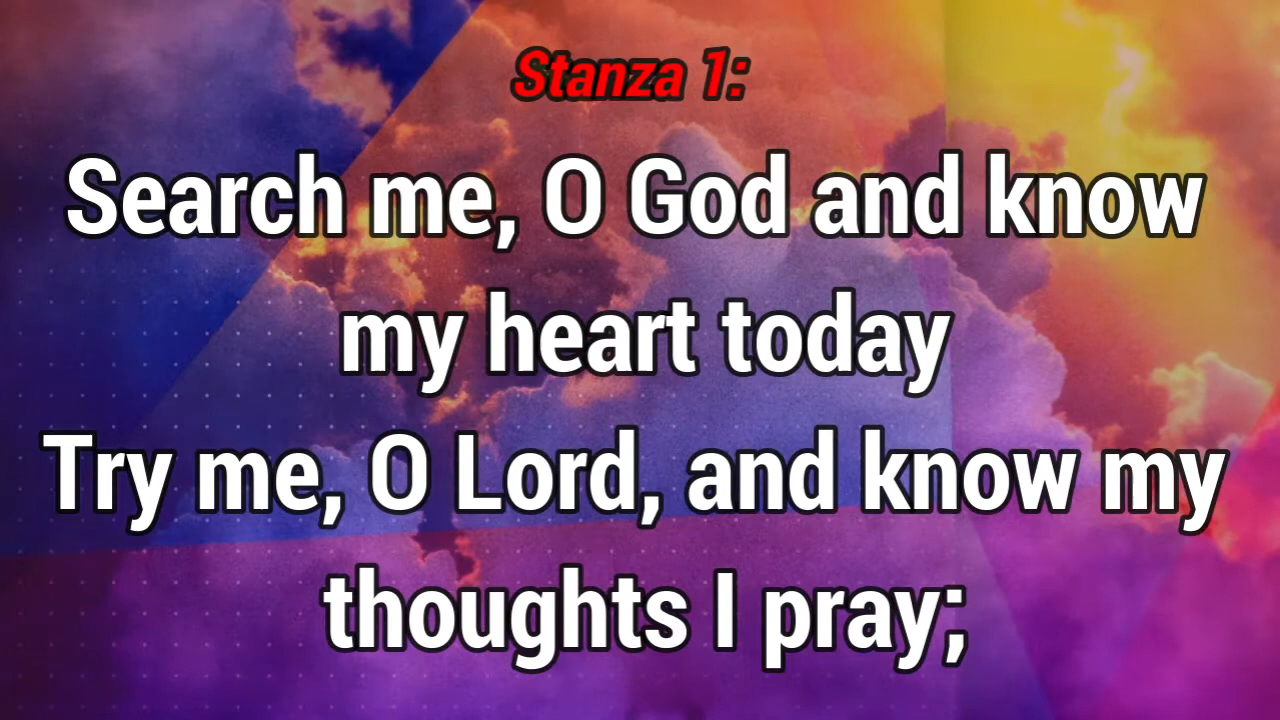 Stanza 1:
Search me, O God and know
my heart today
Try me, O Lord, and know my
thoughts I pray;